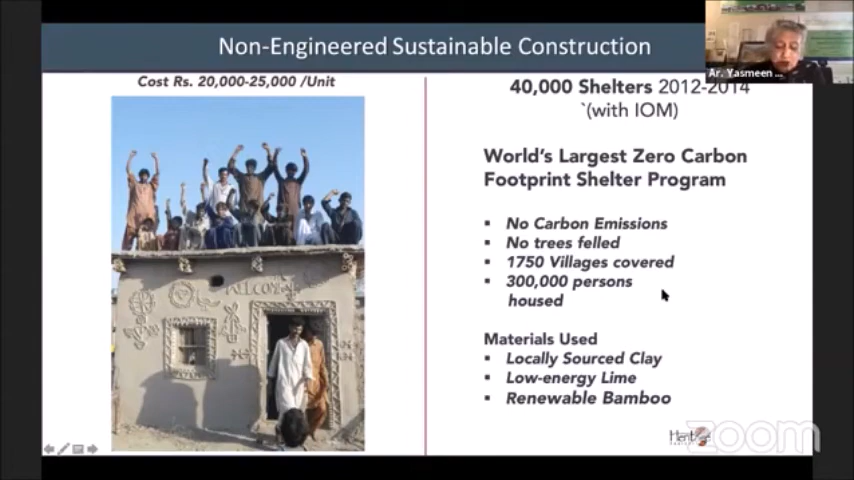 Non-Engineered Sustainable Construction
Ar. Yasmeen ...
Cost Rs. 20,000-25,000 /Unit
WELCOME
40,000 Shelters 2012-2014
`(with IOM)
World's Largest Zero Carbon
Footprint Shelter Program
▪ No Carbon Emissions
▪ No trees felled
▪ 1750 Villages covered
▪ 300,000 persons
housed
Materials Used
▪ Locally Sourced Clay
▪ Low-energy Lime
▪ Renewable Bamboo
zoom